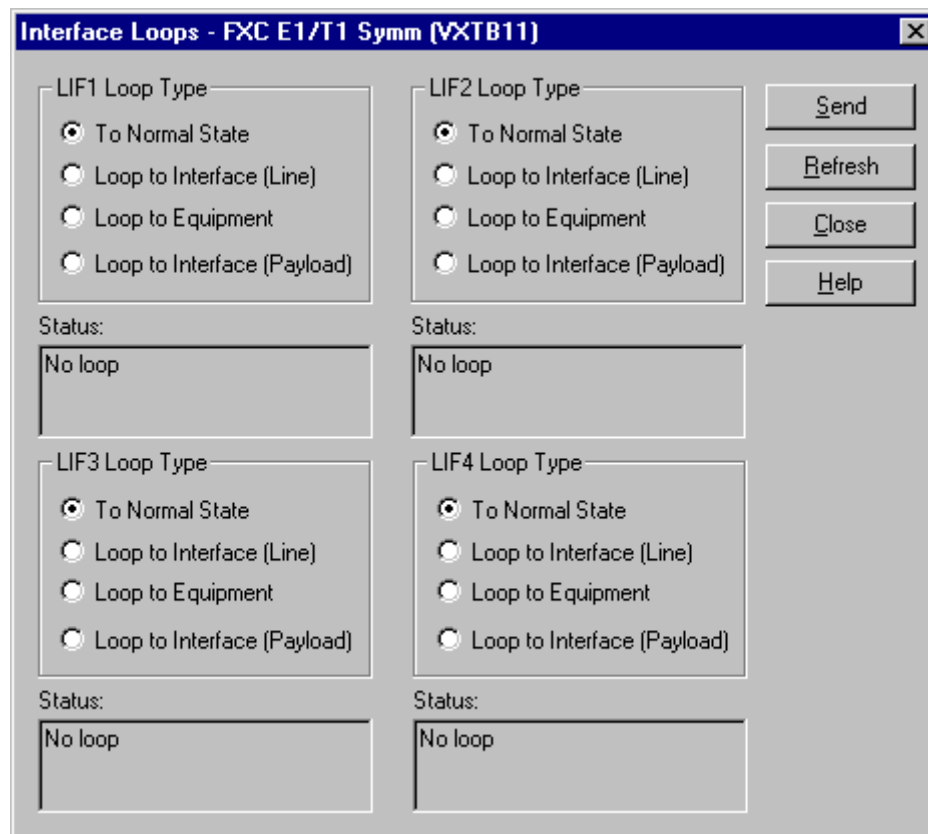 Interface Loops - FXC E1/T1 Symm (VXTB11)
LIF1 Loop Type
To Normal State
Loop to Interface (Line)
Loop to Equipment
Loop to Interface (Payload)
Status:
No loop
LIF2 Loop Type
To Normal State
Loop to Interface (Line)
Loop to Equipment
Loop to Interface (Payload)
Status:
No loop
Send
Refresh
Close
Help
LIF3 Loop Type
To Normal State
Loop to Interface (Line)
Loop to Equipment
Loop to Interface (Payload)
Status:
No loop
LIF4 Loop Type
To Normal State
Loop to Interface (Line)
Loop to Equipment
Loop to Interface (Payload)
Status:
No loop